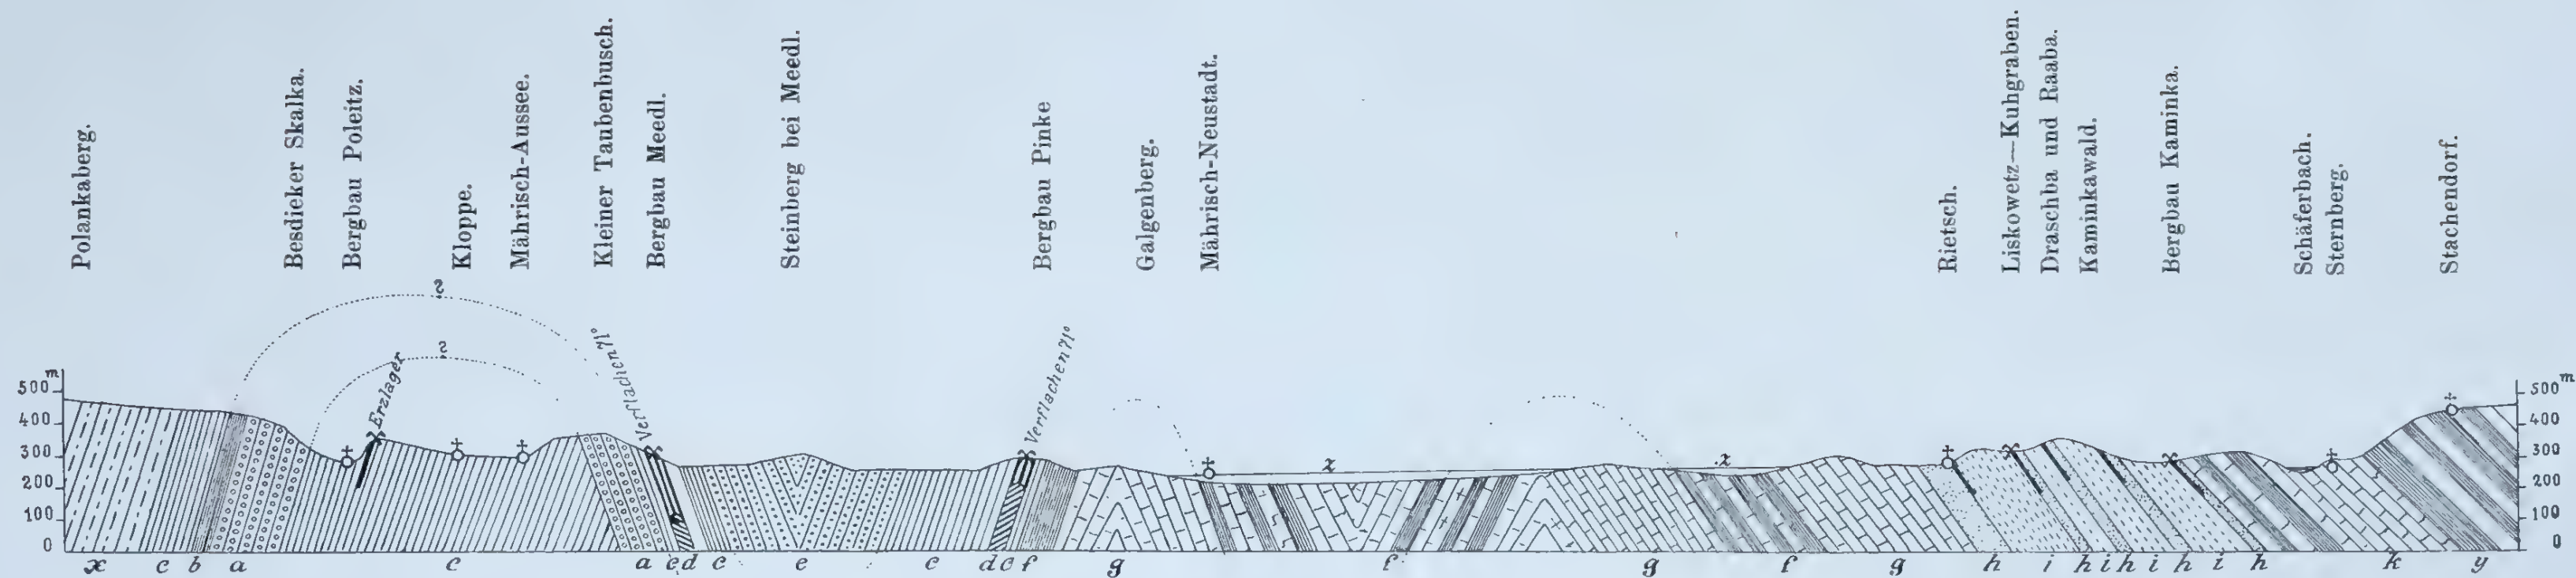 Polankaberg.
Besdieker Skalka.
Bergbau Poleitz.
Kloppe.
Mährisch-Aussee.
Kleiner Taubenbusch.
Bergbau Meedl.
Steinberg bei Meedl.
Bergbau Pinke
Galgenberg.
Mährisch-Neustadt.
Rietsch.
Liskowetz—Kuhgraben.
Draschba und Raaba.
Kaminkawald.
Bergbau Kaminka.
Schäferbach.
Sternberg.
Stachendorf.
?
?
Erzlager
Verflachen 71°
Verflachen 71°
m
500
400
300
200
100
0
z
z
500 m
400
300
200
100
0
x c b a c a c d c e c d c f g f g f g h i h i h i h i h k y